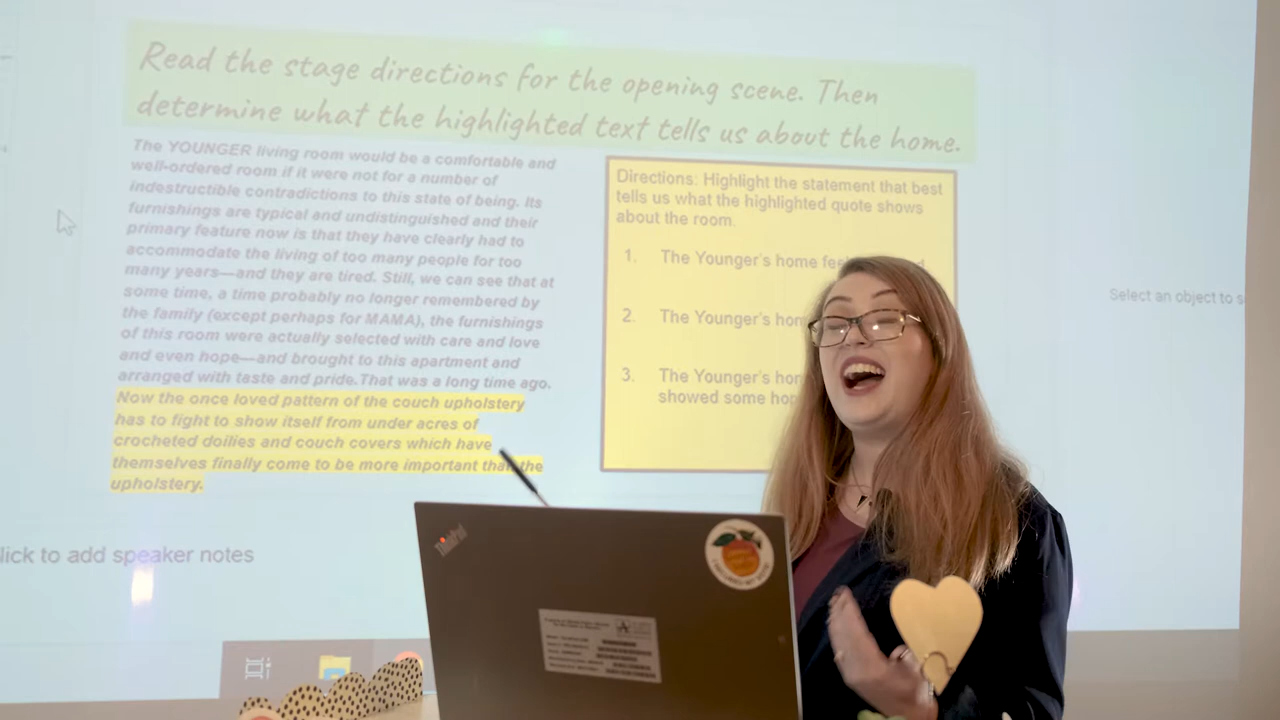 Read the stage directions for the opening scene. Then
determine what the highlighted text tells us about the home.
The YOUNGER living room would be a comfortable and
well-ordered room if it were not for a number of
indestructible contradictions to this state of being. Its
furnishings are typical and undistinguished and their
primary feature now is that they have clearly had to
accommodate the living of too many people for too
many years—and they are tired. Still, we can see that at
some time, a time probably no longer remembered by
the family (except perhaps for MAMA), the furnishings
of this room were actually selected with care and love
and even hope—and brought to this apartment and
arranged with taste and pride.That was a long time ago.
Now the once loved pattern of the couch upholstery
has to fight to show itself from under acres of
crocheted doilies and couch covers which have
themselves finally come to be more important than the
upholstery.
Directions: Highlight the statement that best
tells us what the highlighted quote shows
about the room.
1. The Younger's home
2. The Younger's
3. The Younger's
showed some
Select an object to
lick to add speaker notes
ThinkPad